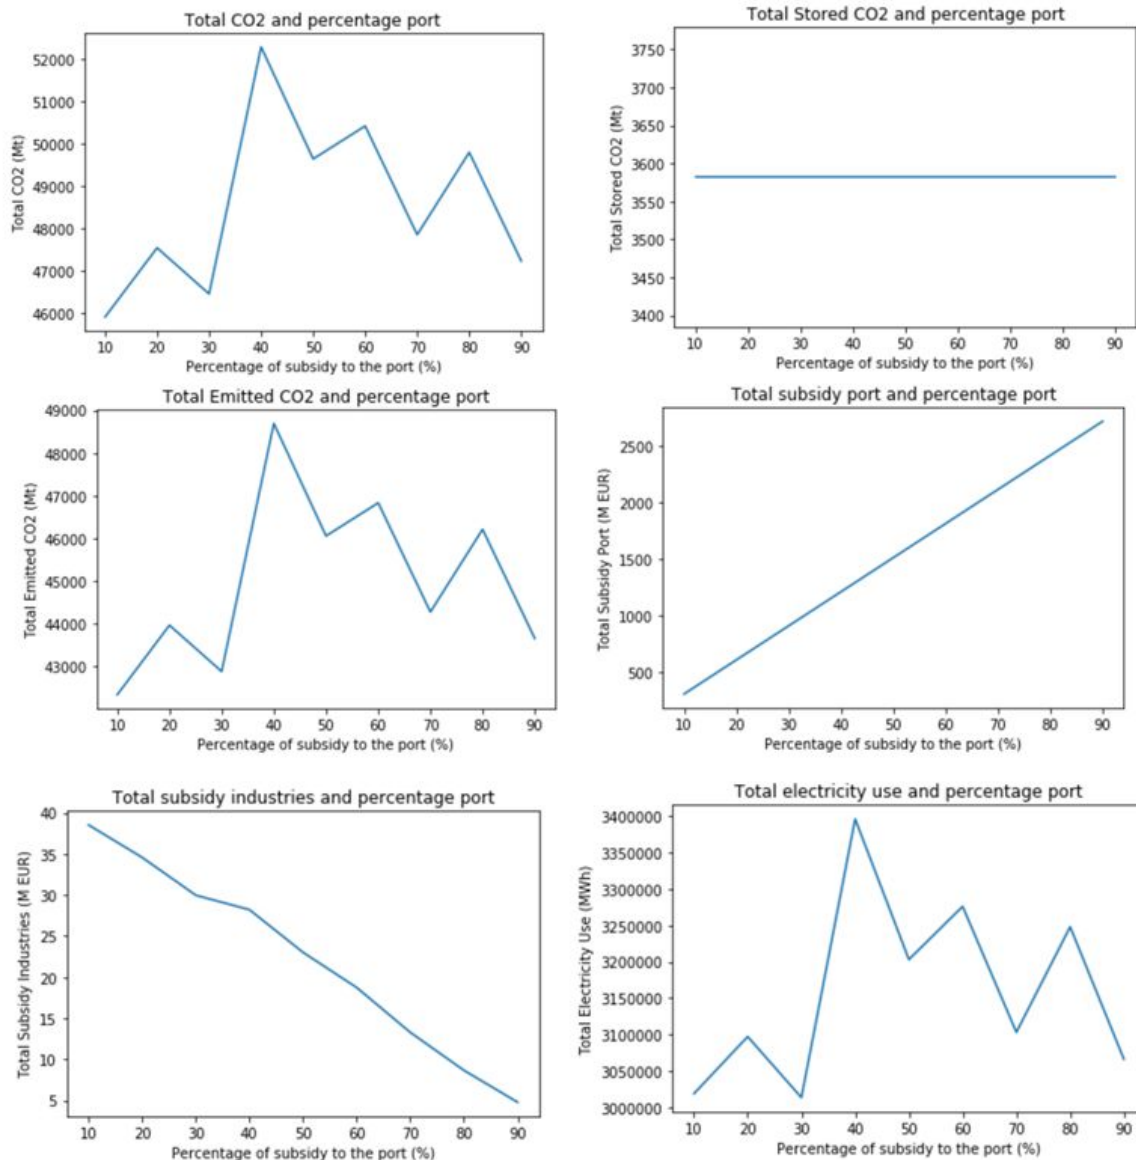 Total CO2 and percentage port
Total CO2 (Mt)
52000
51000
50000
49000
48000
47000
46000
10 20 30 40 50 60 70 80 90
Percentage of subsidy to the port (%)
Total Stored CO2 and percentage port
Total Stored CO2 (Mt)
3750
3700
3650
3600
3550
3500
3450
3400
10 20 30 40 50 60 70 80 90
Percentage of subsidy to the port (%)
Total Emitted CO2 and percentage port
Total Emitted CO2 (Mt)
49000
48000
47000
46000
45000
44000
43000
10 20 30 40 50 60 70 80 90
Percentage of subsidy to the port (%)
Total subsidy port and percentage port
Total Subsidy Port (M EUR)
2500
2000
1500
1000
500
10 20 30 40 50 60 70 80 90
Percentage of subsidy to the port (%)
Total subsidy industries and percentage port
Total Subsidy Industries (M EUR)
40
35
30
25
20
15
10
5
10 20 30 40 50 60 70 80 90
Percentage of subsidy to the port (%)
Total electricity use and percentage port
Total Electricity Use (MWh)
3400000
3350000
3300000
3250000
3200000
3150000
3100000
3050000
3000000
10 20 30 40 50 60 70 80 90
Percentage of subsidy to the port (%)